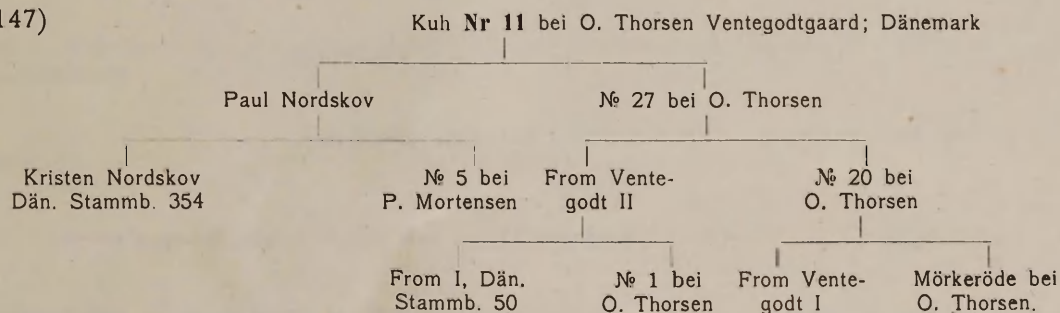 147)
Kuh Nr 11 bei O. Thorsen Ventegodtgaard; Dänemark
Paul Nordskov
№ 27 bei O. Thorsen
Kristen Nordskov
Dän. Stammb. 354
№ 5 bei
P. Mortensen
From Vente-
godt II
№ 20 bei
O. Thorsen
From I, Dän.
Stammb. 50
№ 1 bei
O. Thorsen
From Vente-
godt I
Mörkeröde bei
O. Thorsen.